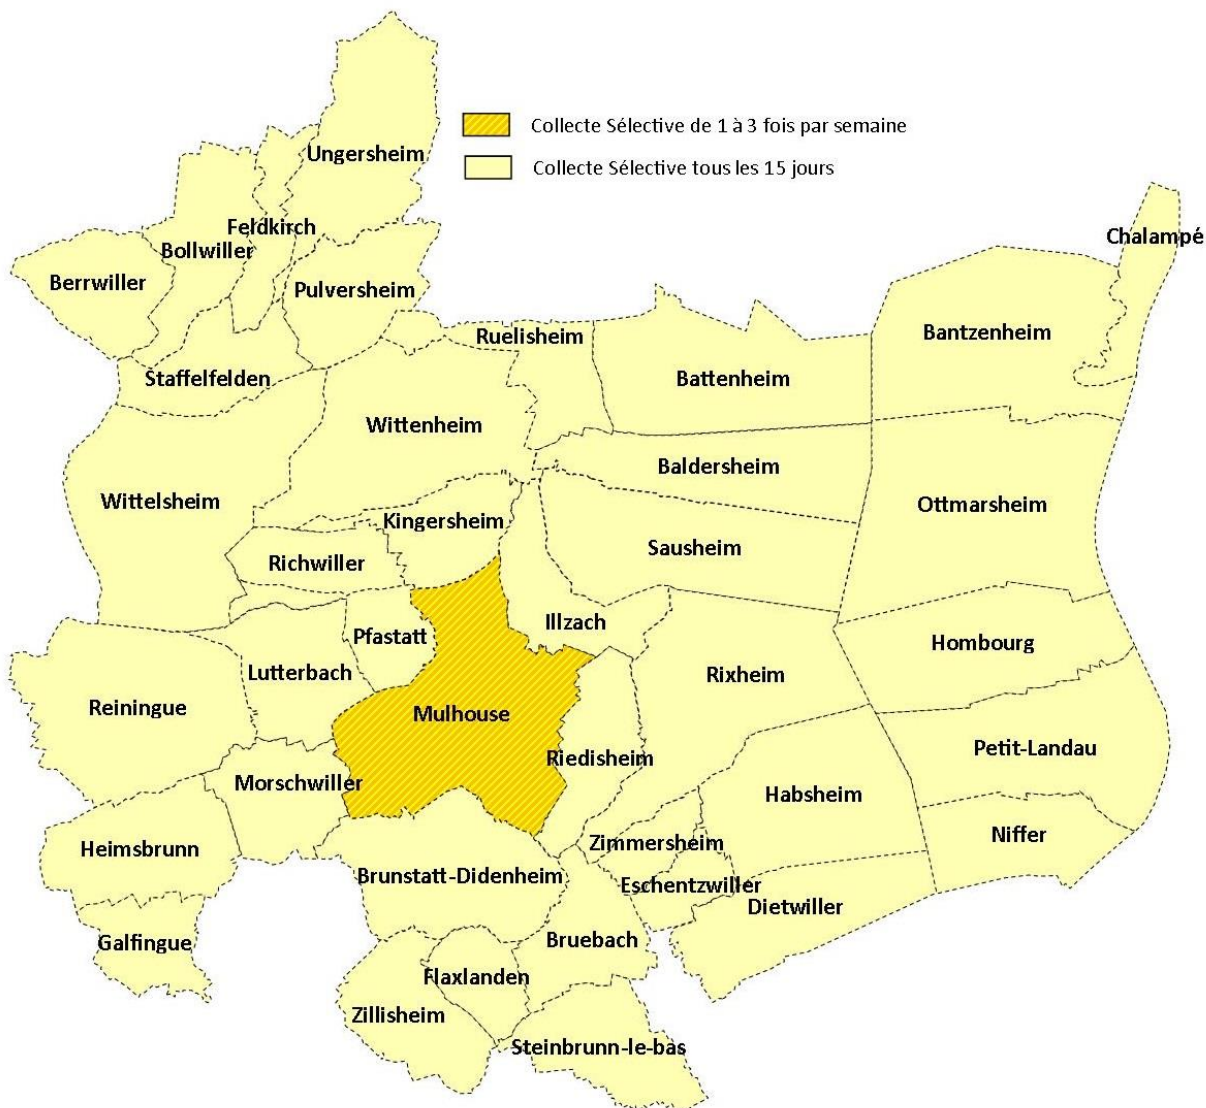 Collecte Sélective de 1 à 3 fois par semaine
Ungersheim
Collecte Sélective tous les 15 jours
Feldkirch
Chalampé
Bollwiller
Berrwiller
Pulversheim
Bantzenheim
Ruelisheim
Staffelfelden
Battenheim
Wittenheim
Baldersheim
Wittelsheim
Ottmarsheim
Kingersheim
Sausheim
Richwiller
Illzach
Pfastatt
Hombourg
Lutterbach
Rixheim
Reiningue
Mulhouse
Petit-Landau
Riedisheim
Morschwiller
Habsheim
Niffer
Zimmersheim
Heimsbrunn
Brunstatt-Didenheim
Eschentzwiller
Dietwiller
Galfingue
Bruebach
Flaxlanden
Zillisheim
Steinbrunn-le-bas